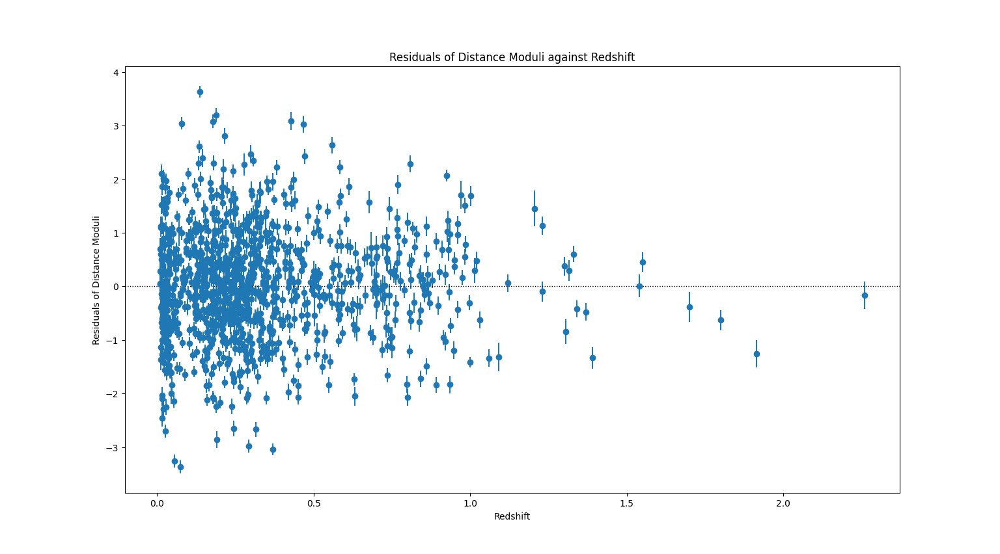 Residuals of Distance Moduli against Redshift
Residuals of Distance Moduli
4
3
2
1
0
−1
−2
−3
0.0 0.5 1.0 1.5 2.0
Redshift